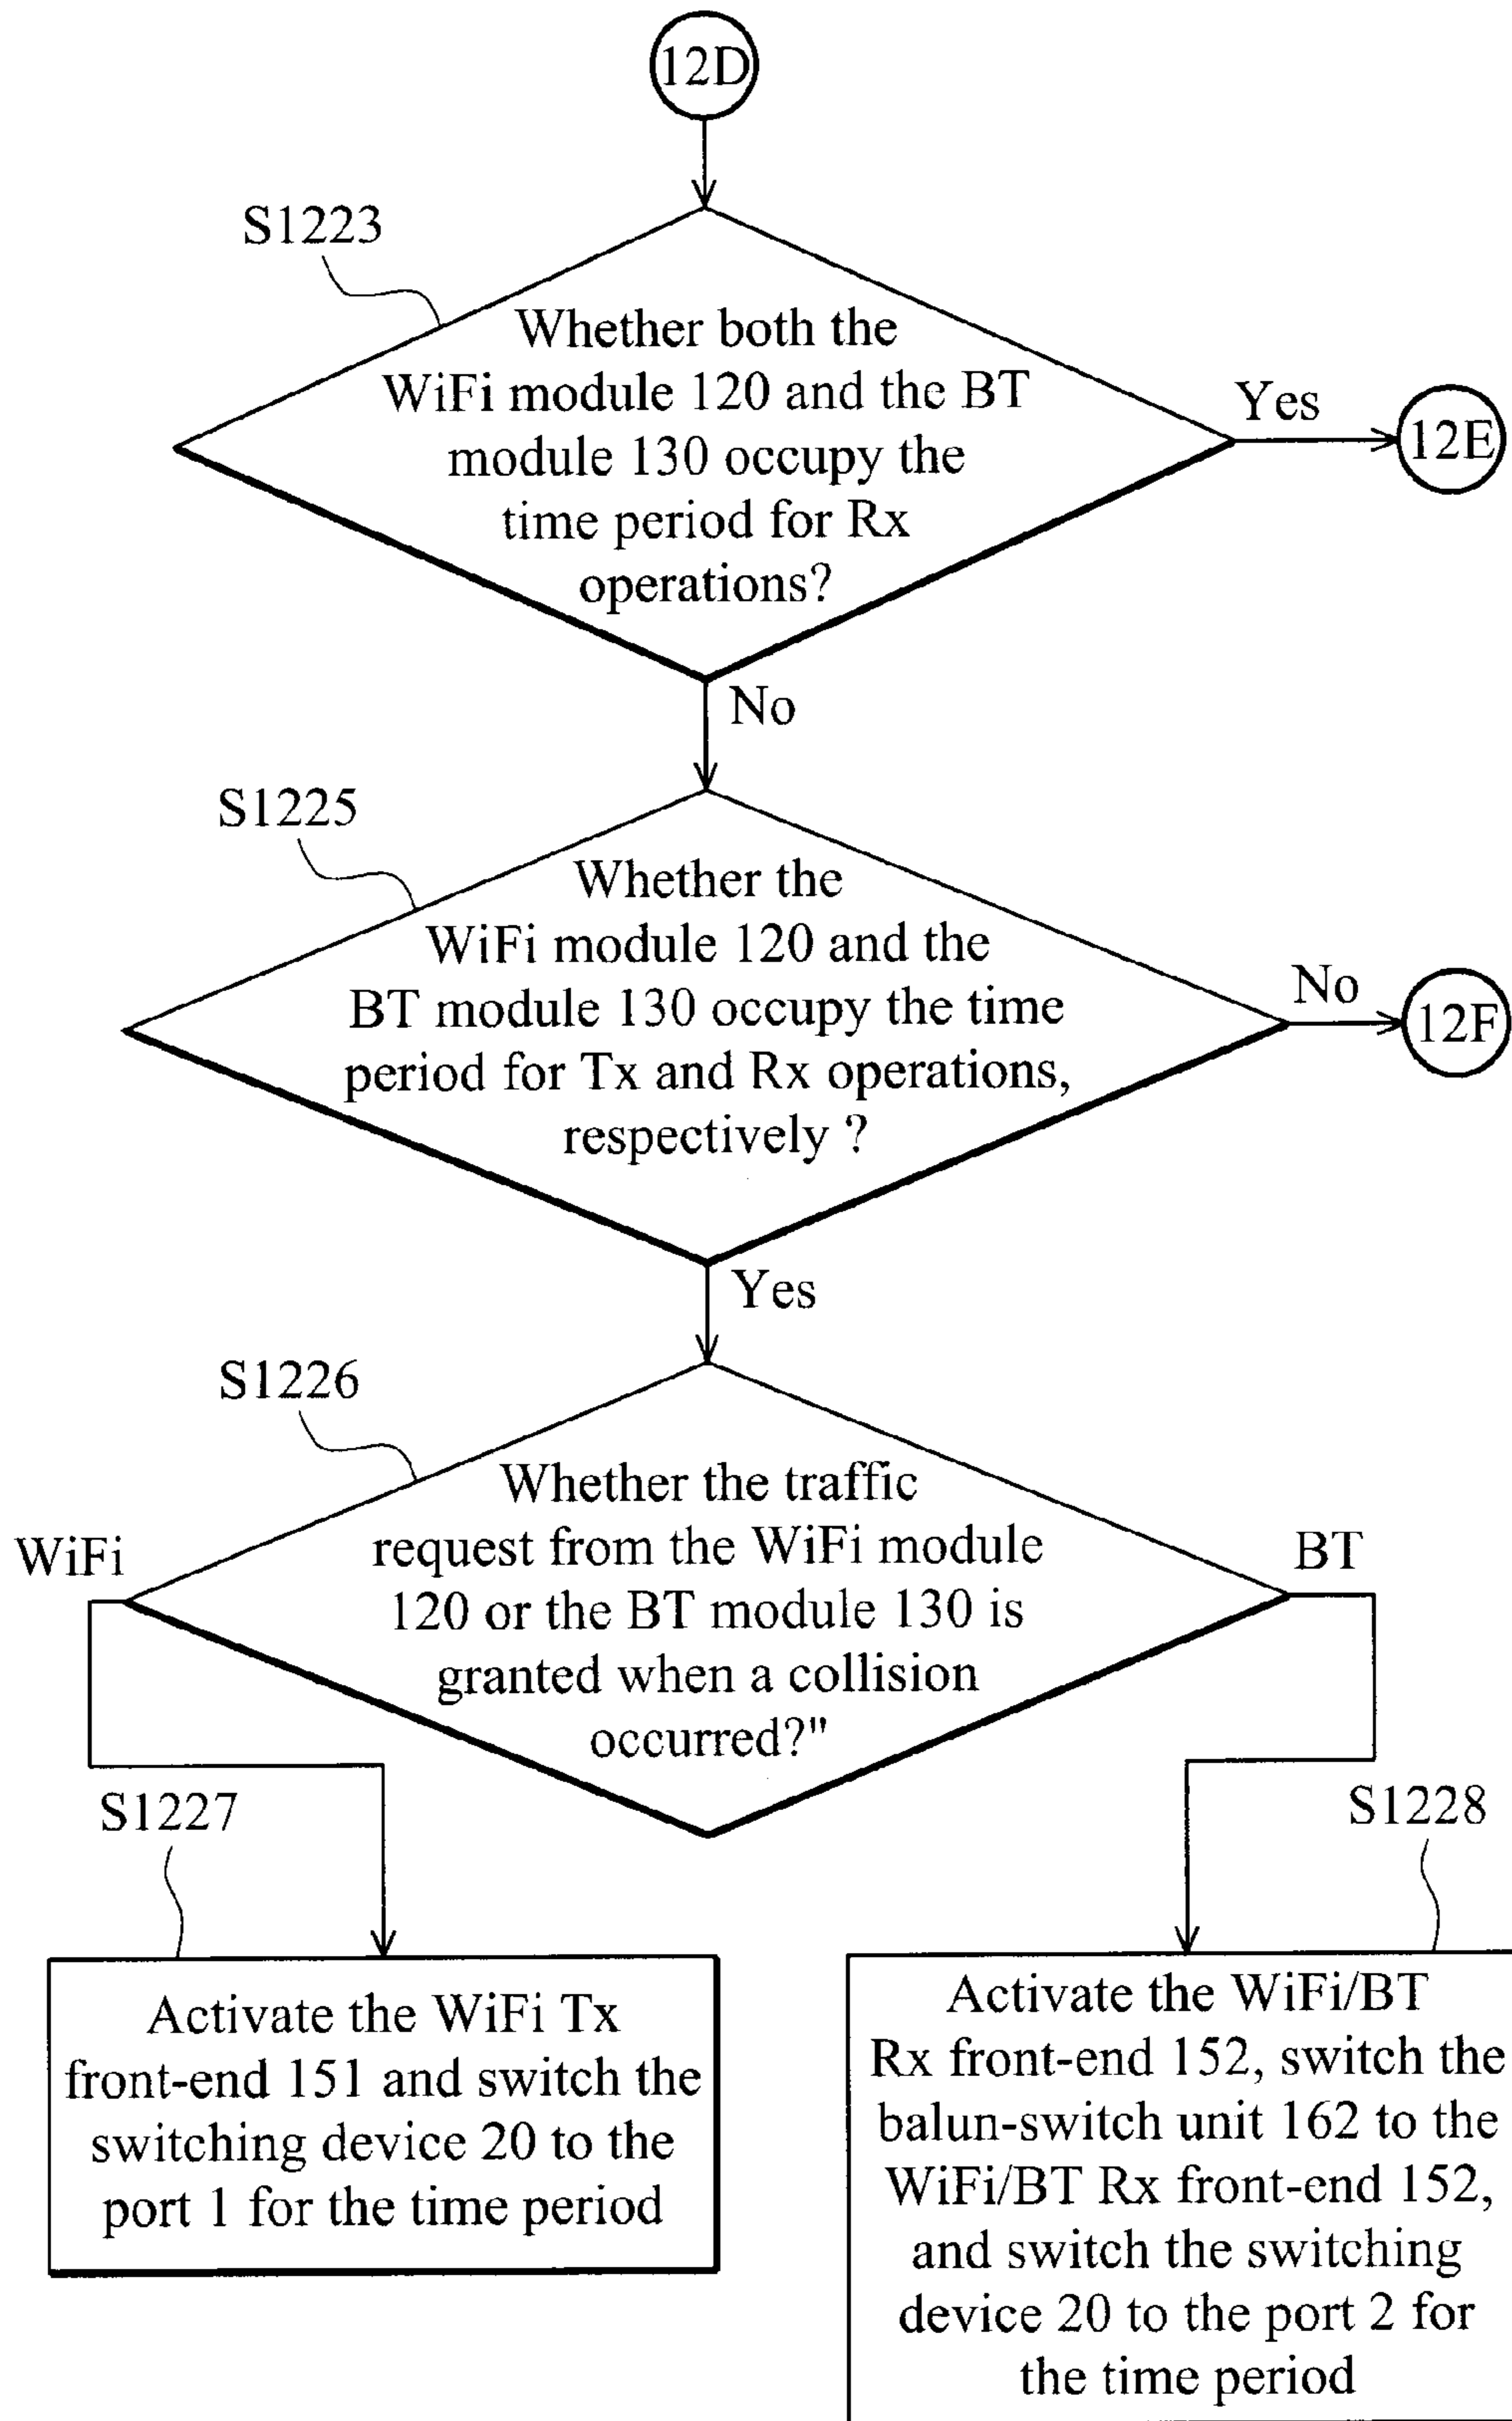 12D
S1223
Whether both the
WiFi module 120 and the BT
module 130 occupy the
time period for Rx
operations?
Yes
12E
No
S1225
Whether the
WiFi module 120 and the
BT module 130 occupy the time
period for Tx and Rx operations,
respectively ?
No
12F
Yes
S1226
Whether the traffic
request from the WiFi module
120 or the BT module 130 is
granted when a collision
occurred?"
WiFi
BT
S1227
Activate the WiFi Tx
front-end 151 and switch the
switching device 20 to the
port 1 for the time period
S1228
Activate the WiFi/BT
Rx front-end 152, switch the
balun-switch unit 162 to the
WiFi/BT Rx front-end 152,
and switch the switching
device 20 to the port 2 for
the time period